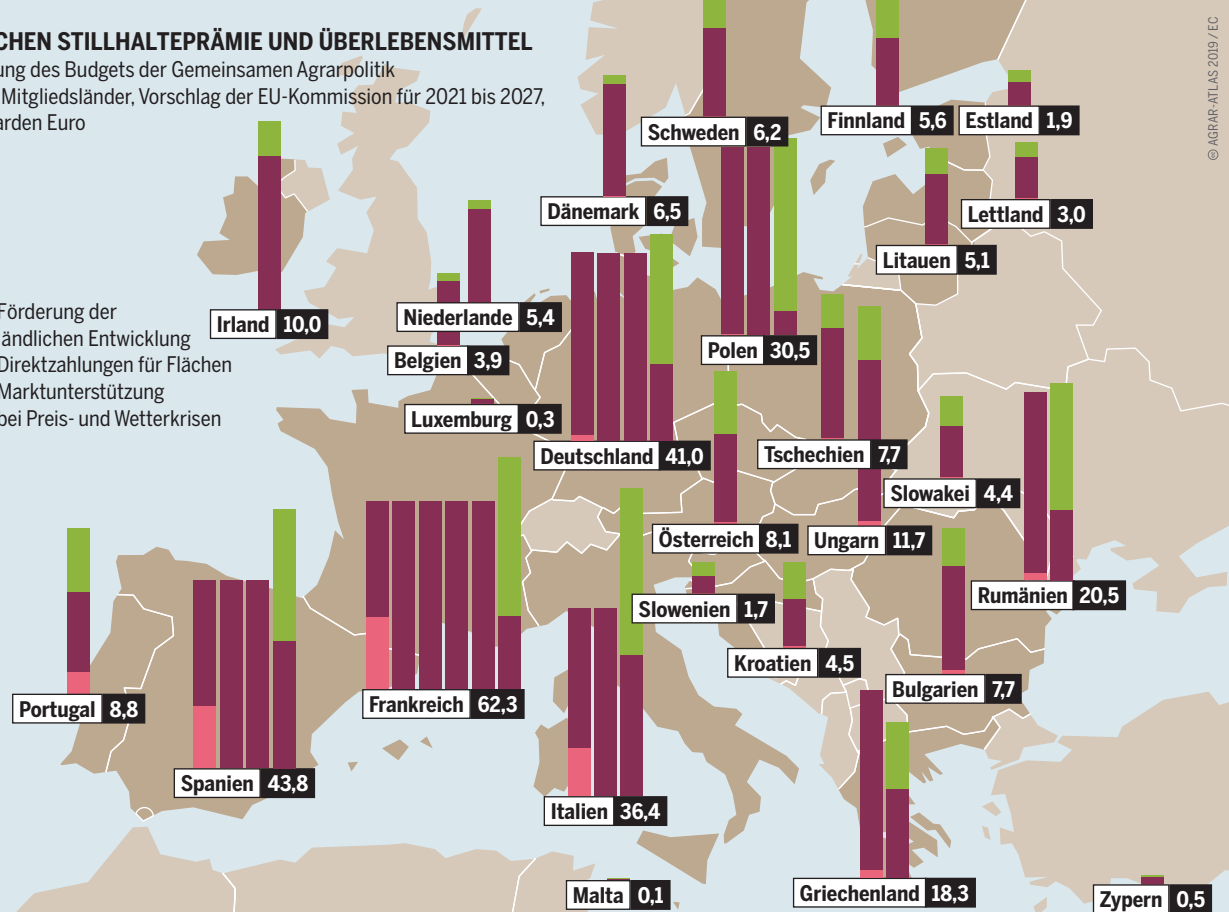 CHEN STILLHALTEPRÄMIE UND ÜBERLEBENSMITTEL
ung des Budgets der Gemeinsamen Agrarpolitik
Mitgliedsländer, Vorschlag der EU-Kommission für 2021 bis 2027,
arden Euro
© AGRAR-ATLAS 2019 / EC
Schweden 6,2
Finnland 5,6
Estland 1,9
Dänemark 6,5
Lettland 3,0
Litauen 5,1
Förderung der
ländlichen Entwicklung
Direktzahlungen für Flächen
Marktunterstützung
bei Preis- und Wetterkrisen
Irland 10,0
Niederlande 5,4
Belgien 3,9
Polen 30,5
Luxemburg 0,3
Deutschland 41,0
Tschechien 7,7
Slowakei 4,4
Österreich 8,1
Ungarn 11,7
Rumänien 20,5
Slowenien 1,7
Kroatien 4,5
Bulgarien 7,7
Portugal 8,8
Frankreich 62,3
Spanien 43,8
Italien 36,4
Malta 0,1
Griechenland 18,3
Zypern 0,5